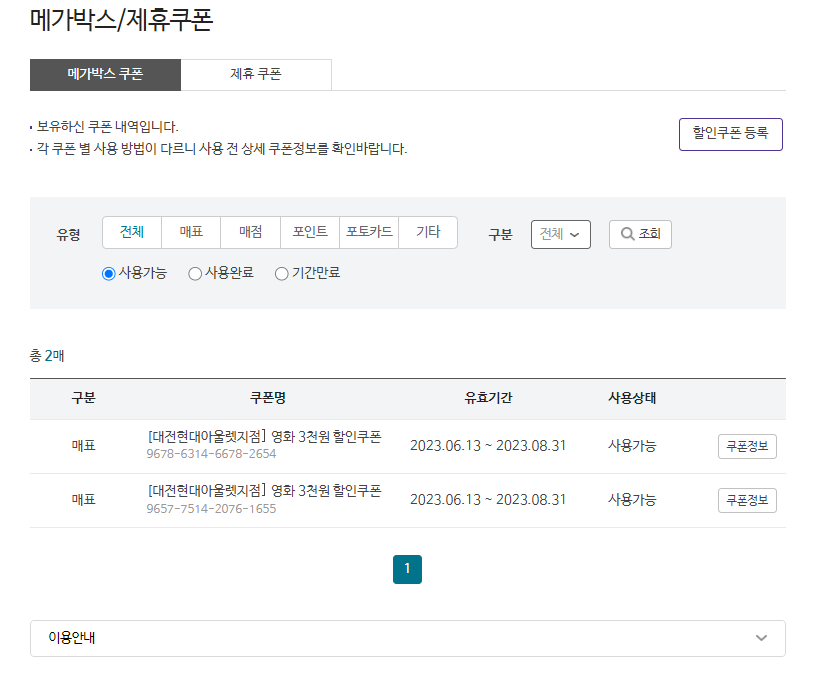 메가박스/제휴쿠폰
메가박스 쿠폰 제휴 쿠폰
· 보유하신 쿠폰 내역입니다.
· 각 쿠폰 별 사용 방법이 다르니 사용 전 상세 쿠폰정보를 확인바랍니다.
할인쿠폰 등록
유형 전체 매표 매점 포인트 포토카드 기타 구분 전체 조회
사용가능 사용완료 기간만료
총 2매
구분 쿠폰명 유효기간 사용상태
매표 [대전현대아울렛지점] 영화 3천원 할인쿠폰 2023.06.13 ~ 2023.08.31 사용가능 쿠폰정보
9678-6314-6678-2654
매표 [대전현대아울렛지점] 영화 3천원 할인쿠폰 2023.06.13 ~ 2023.08.31 사용가능 쿠폰정보
9657-7514-2076-1655
1
이용안내